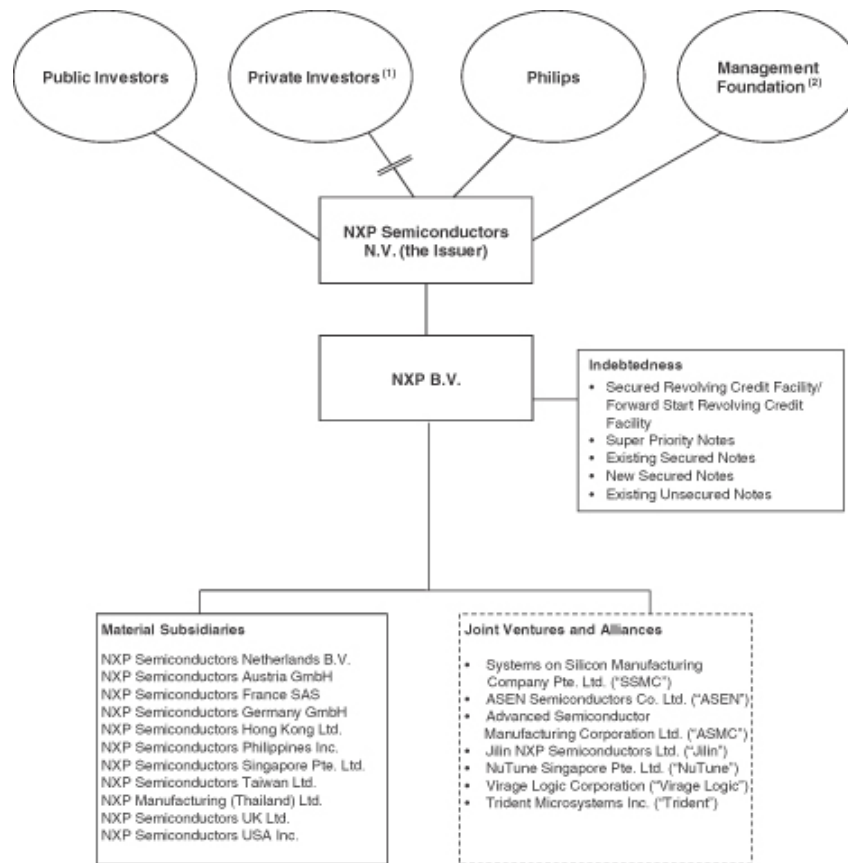 Public Investors
Private Investors (1)
Philips
Management
Foundation (2)
NXP Semiconductors
N.V. (the Issuer)
NXP B.V.
Indebtedness
• Secured Revolving Credit Facility/
Forward Start Revolving Credit
Facility
• Super Priority Notes
• Existing Secured Notes
• New Secured Notes
• Existing Unsecured Notes
Material Subsidiaries
NXP Semiconductors Netherlands B.V.
NXP Semiconductors Austria GmbH
NXP Semiconductors France SAS
NXP Semiconductors Germany GmbH
NXP Semiconductors Hong Kong Ltd.
NXP Semiconductors Philippines Inc.
NXP Semiconductors Singapore Pte. Ltd.
NXP Semiconductors Taiwan Ltd.
NXP Manufacturing (Thailand) Ltd.
NXP Semiconductors UK Ltd.
NXP Semiconductors USA Inc.
Joint Ventures and Alliances
• Systems on Silicon Manufacturing
Company Pte. Ltd. (“SSMC”)
• ASEN Semiconductors Co. Ltd. (“ASEN”)
• Advanced Semiconductor
Manufacturing Corporation Ltd. (“ASMC”)
• Jilin NXP Semiconductors Ltd. (“Jilin”)
• NuTune Singapore Pte. Ltd. (“NuTune”)
• Virage Logic Corporation (“Virage Logic”)
• Trident Microsystems Inc. (“Trident”)